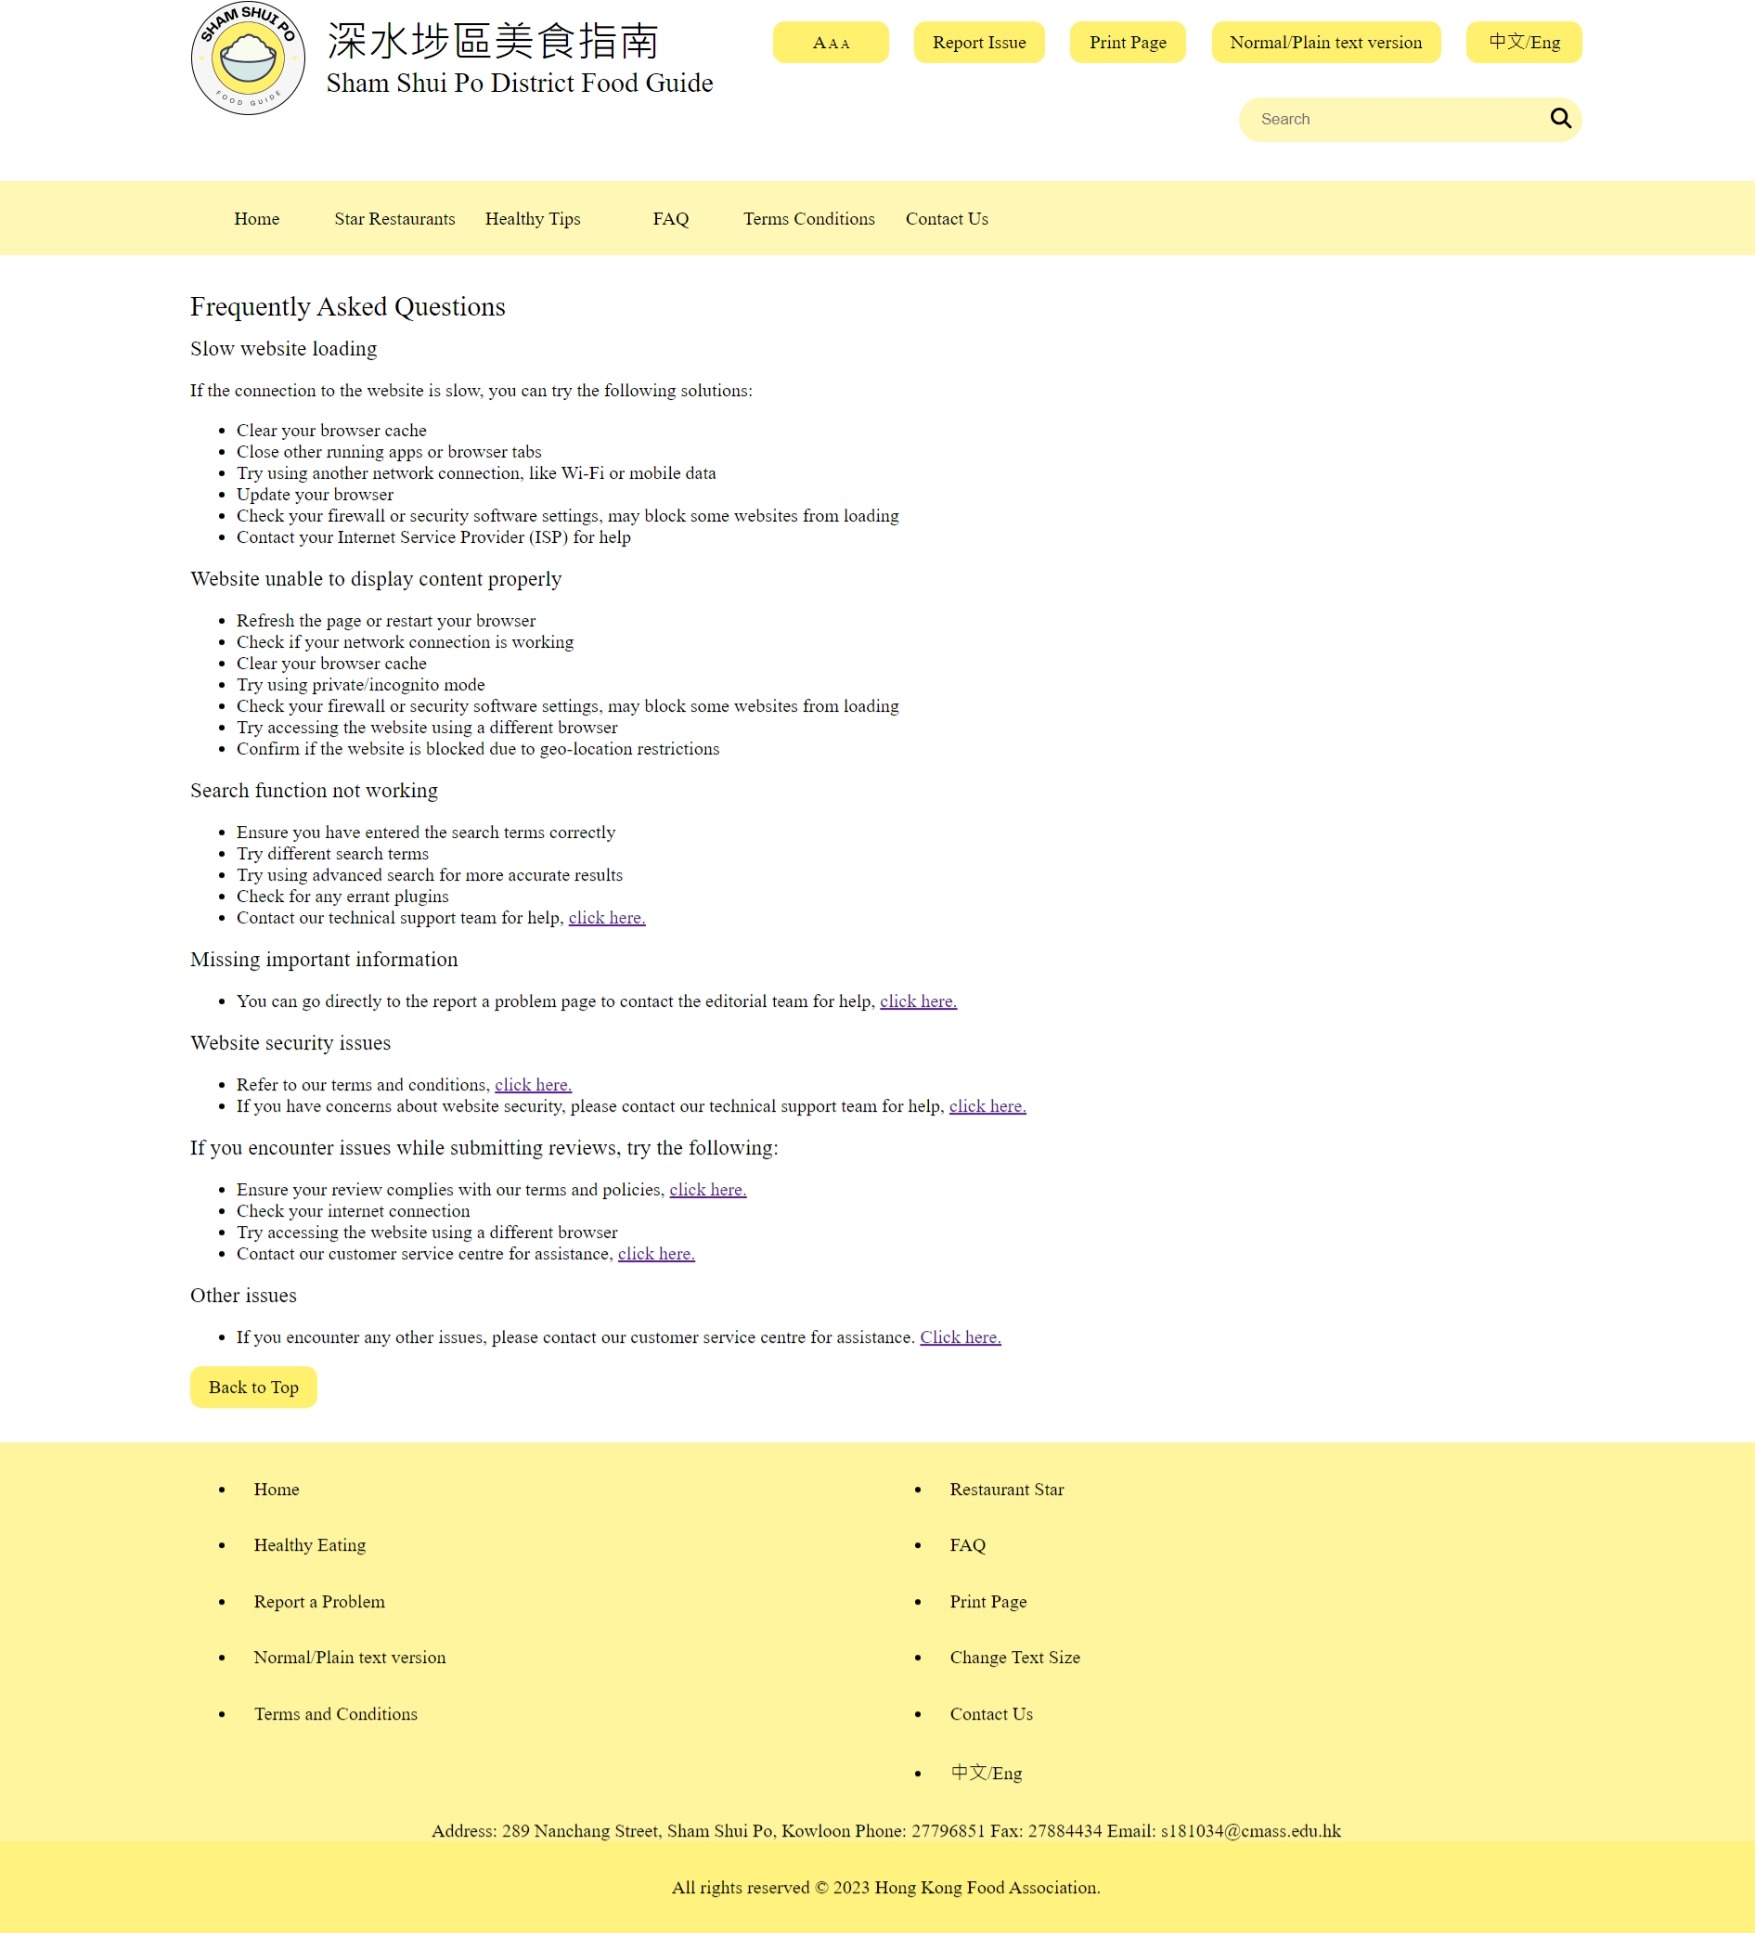 SHAM SHUI PO
FOOD GUIDE
深水埗區美食指南
Sham Shui Po District Food Guide
A A A
Report Issue
Print Page
Normal/Plain text version
中文/Eng
Search
Home
Star Restaurants
Healthy Tips
FAQ
Terms Conditions
Contact Us
Frequently Asked Questions
Slow website loading
If the connection to the website is slow, you can try the following solutions:
Clear your browser cache
Close other running apps or browser tabs
Try using another network connection, like Wi-Fi or mobile data
Update your browser
Check your firewall or security software settings, may block some websites from loading
Contact your Internet Service Provider (ISP) for help
Website unable to display content properly
Refresh the page or restart your browser
Check if your network connection is working
Clear your browser cache
Try using private/incognito mode
Check your firewall or security software settings, may block some websites from loading
Try accessing the website using a different browser
Confirm if the website is blocked due to geo-location restrictions
Search function not working
Ensure you have entered the search terms correctly
Try different search terms
Try using advanced search for more accurate results
Check for any errant plugins
Contact our technical support team for help, click here.
Missing important information
You can go directly to the report a problem page to contact the editorial team for help, click here.
Website security issues
Refer to our terms and conditions, click here.
If you have concerns about website security, please contact our technical support team for help, click here.
If you encounter issues while submitting reviews, try the following:
Ensure your review complies with our terms and policies, click here.
Check your internet connection
Try accessing the website using a different browser
Contact our customer service centre for assistance, click here.
Other issues
If you encounter any other issues, please contact our customer service centre for assistance. Click here.
Back to Top
Home
Restaurant Star
Healthy Eating
FAQ
Report a Problem
Print Page
Normal/Plain text version
Change Text Size
Terms and Conditions
Contact Us
中文/Eng
Address: 289 Nanchang Street, Sham Shui Po, Kowloon Phone: 27796851 Fax: 27884434 Email: s181034@cmass.edu.hk
All rights reserved © 2023 Hong Kong Food Association.